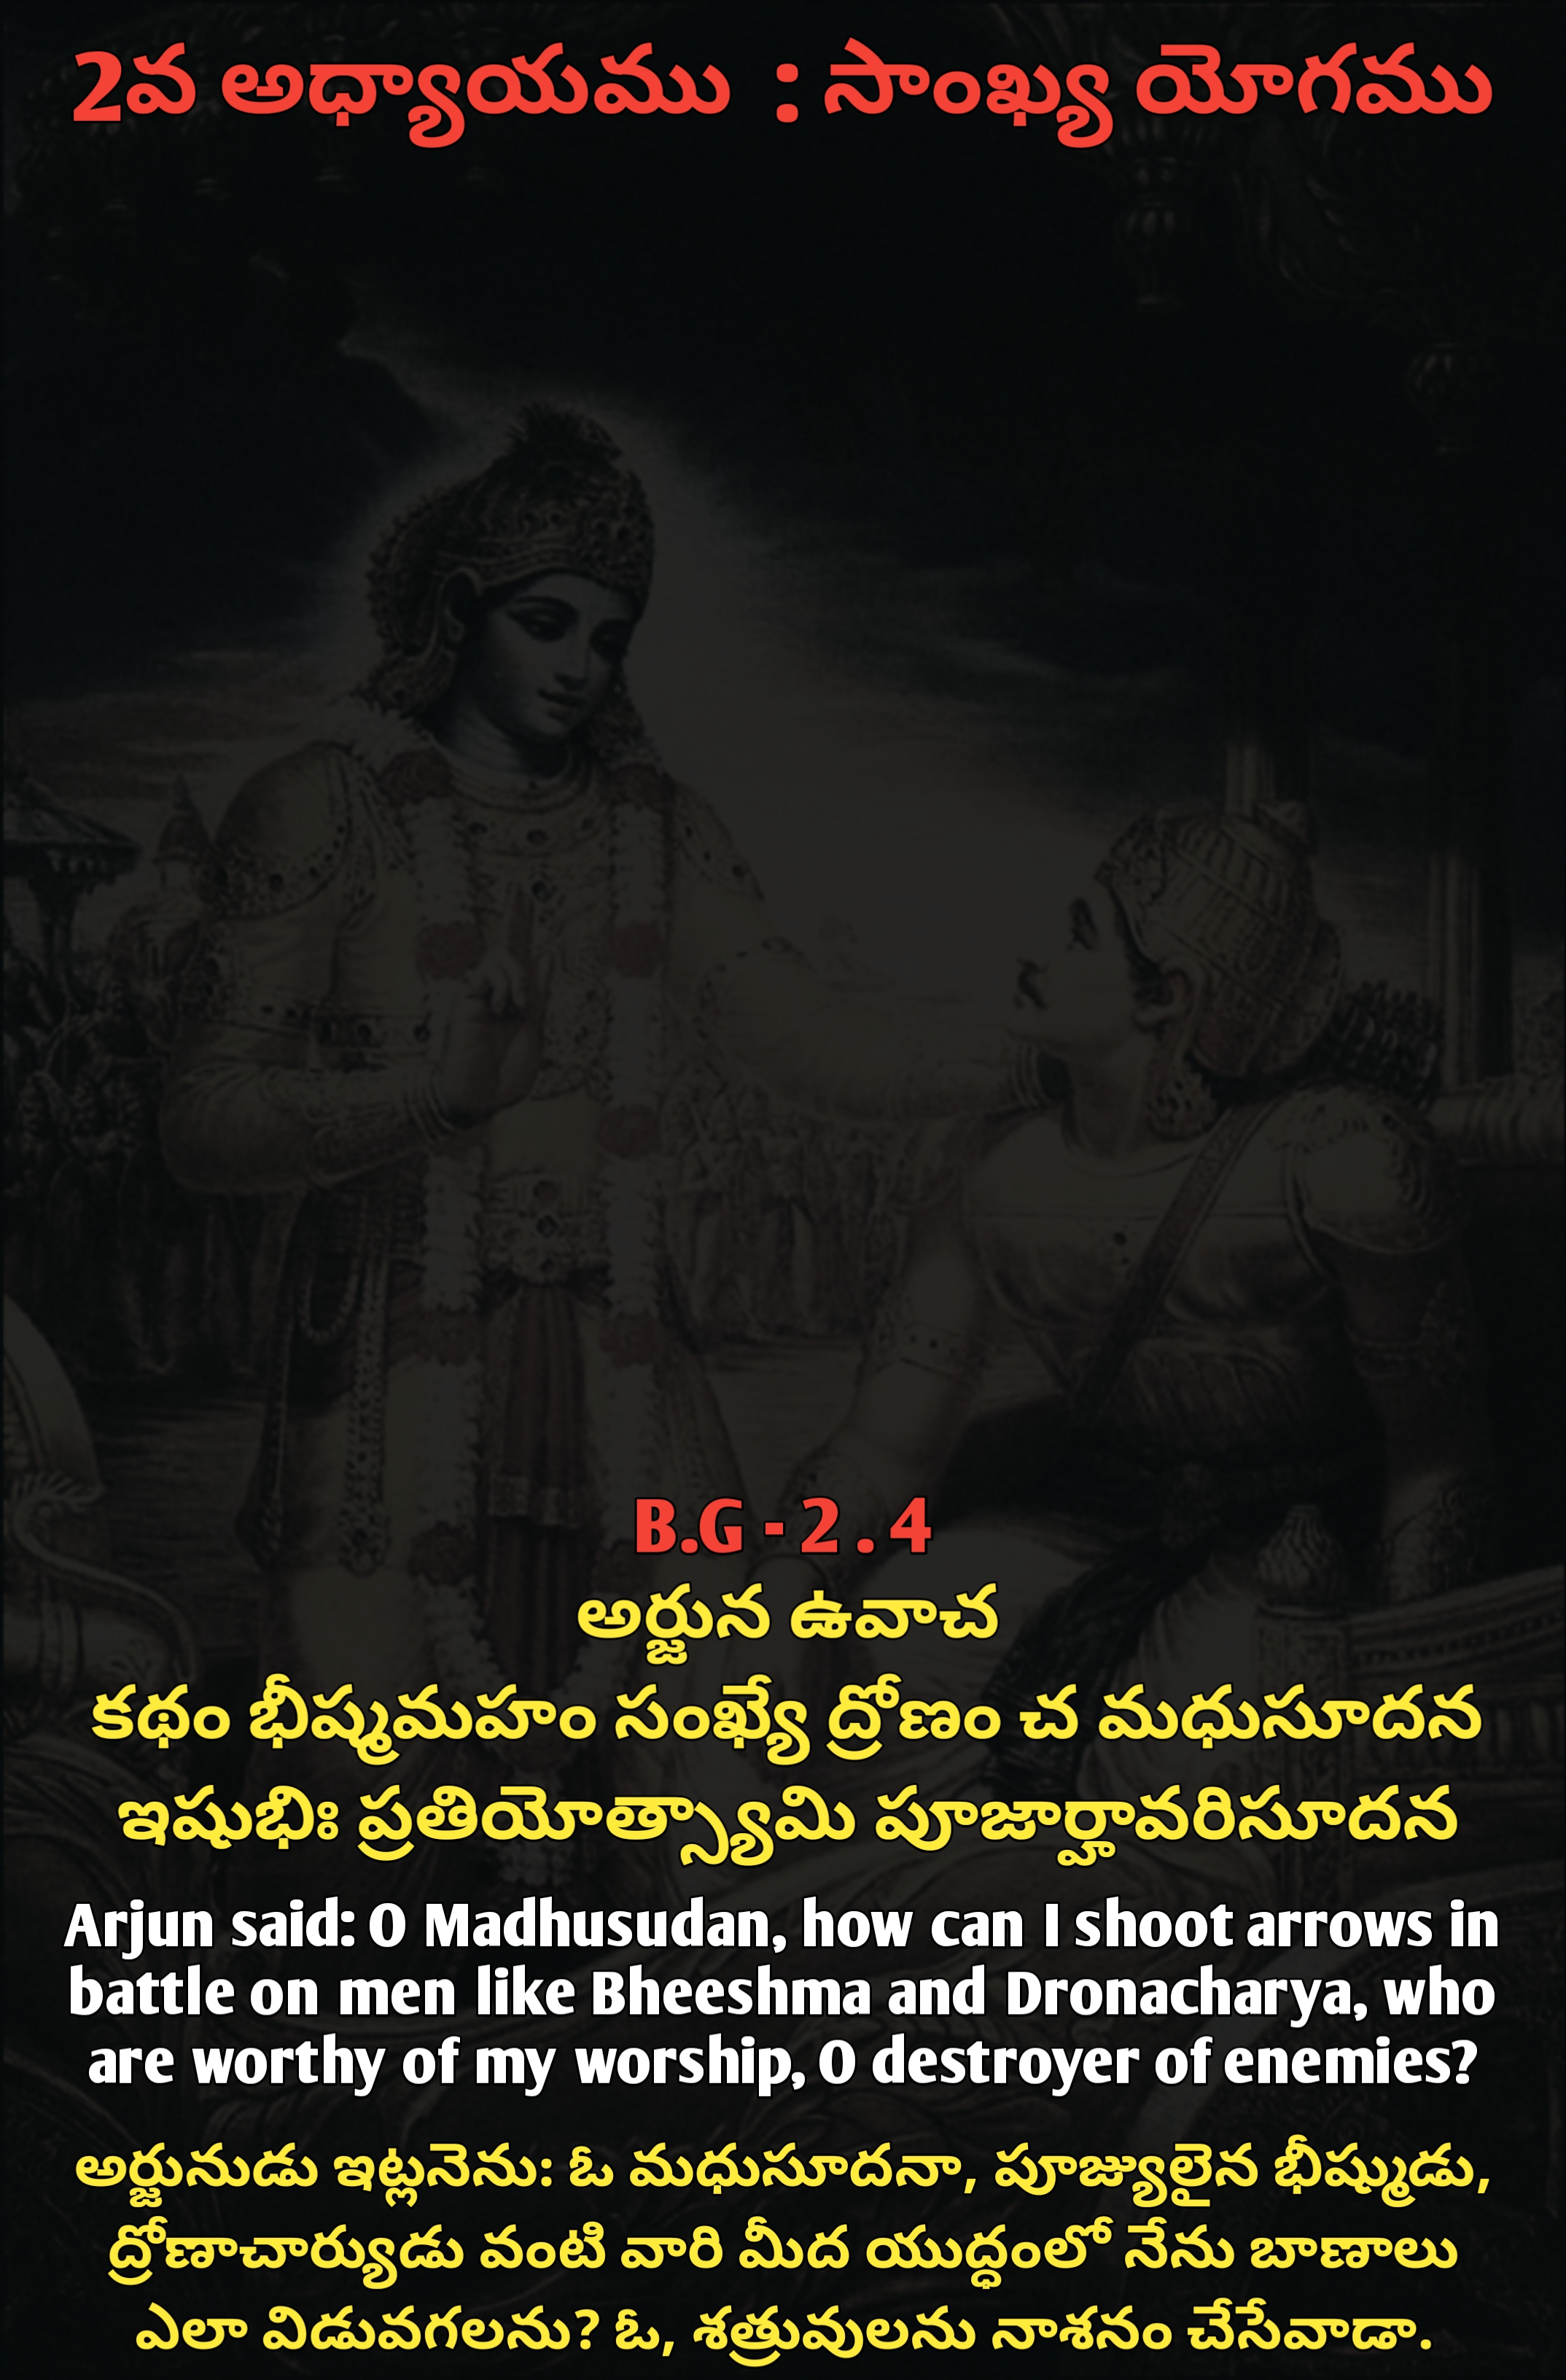 2వ అధ్యాయము : సాంఖ్య యోగము
B.G - 2 . 4
అర్జున ఉవాచ
కథం భీష్మమహం సంఖ్యే ద్రోణం చ మధుసూదన
ఇషుభిః ప్రతియోత్స్యామి పూజార్హావరిసూదన
Arjun said: O Madhusudan, how can I shoot arrows in
battle on men like Bheeshma and Dronacharya, who
are worthy of my worship, O destroyer of enemies?
అర్జునుడు ఇట్లనెను: ఓ మధుసూదనా, పూజ్యులైన భీష్ముడు,
ద్రోణాచార్యుడు వంటి వారి మీద యుద్ధంలో నేను బాణాలు
ఎలా విడువగలను? ఓ, శత్రువులను నాశనం చేసేవాడా.